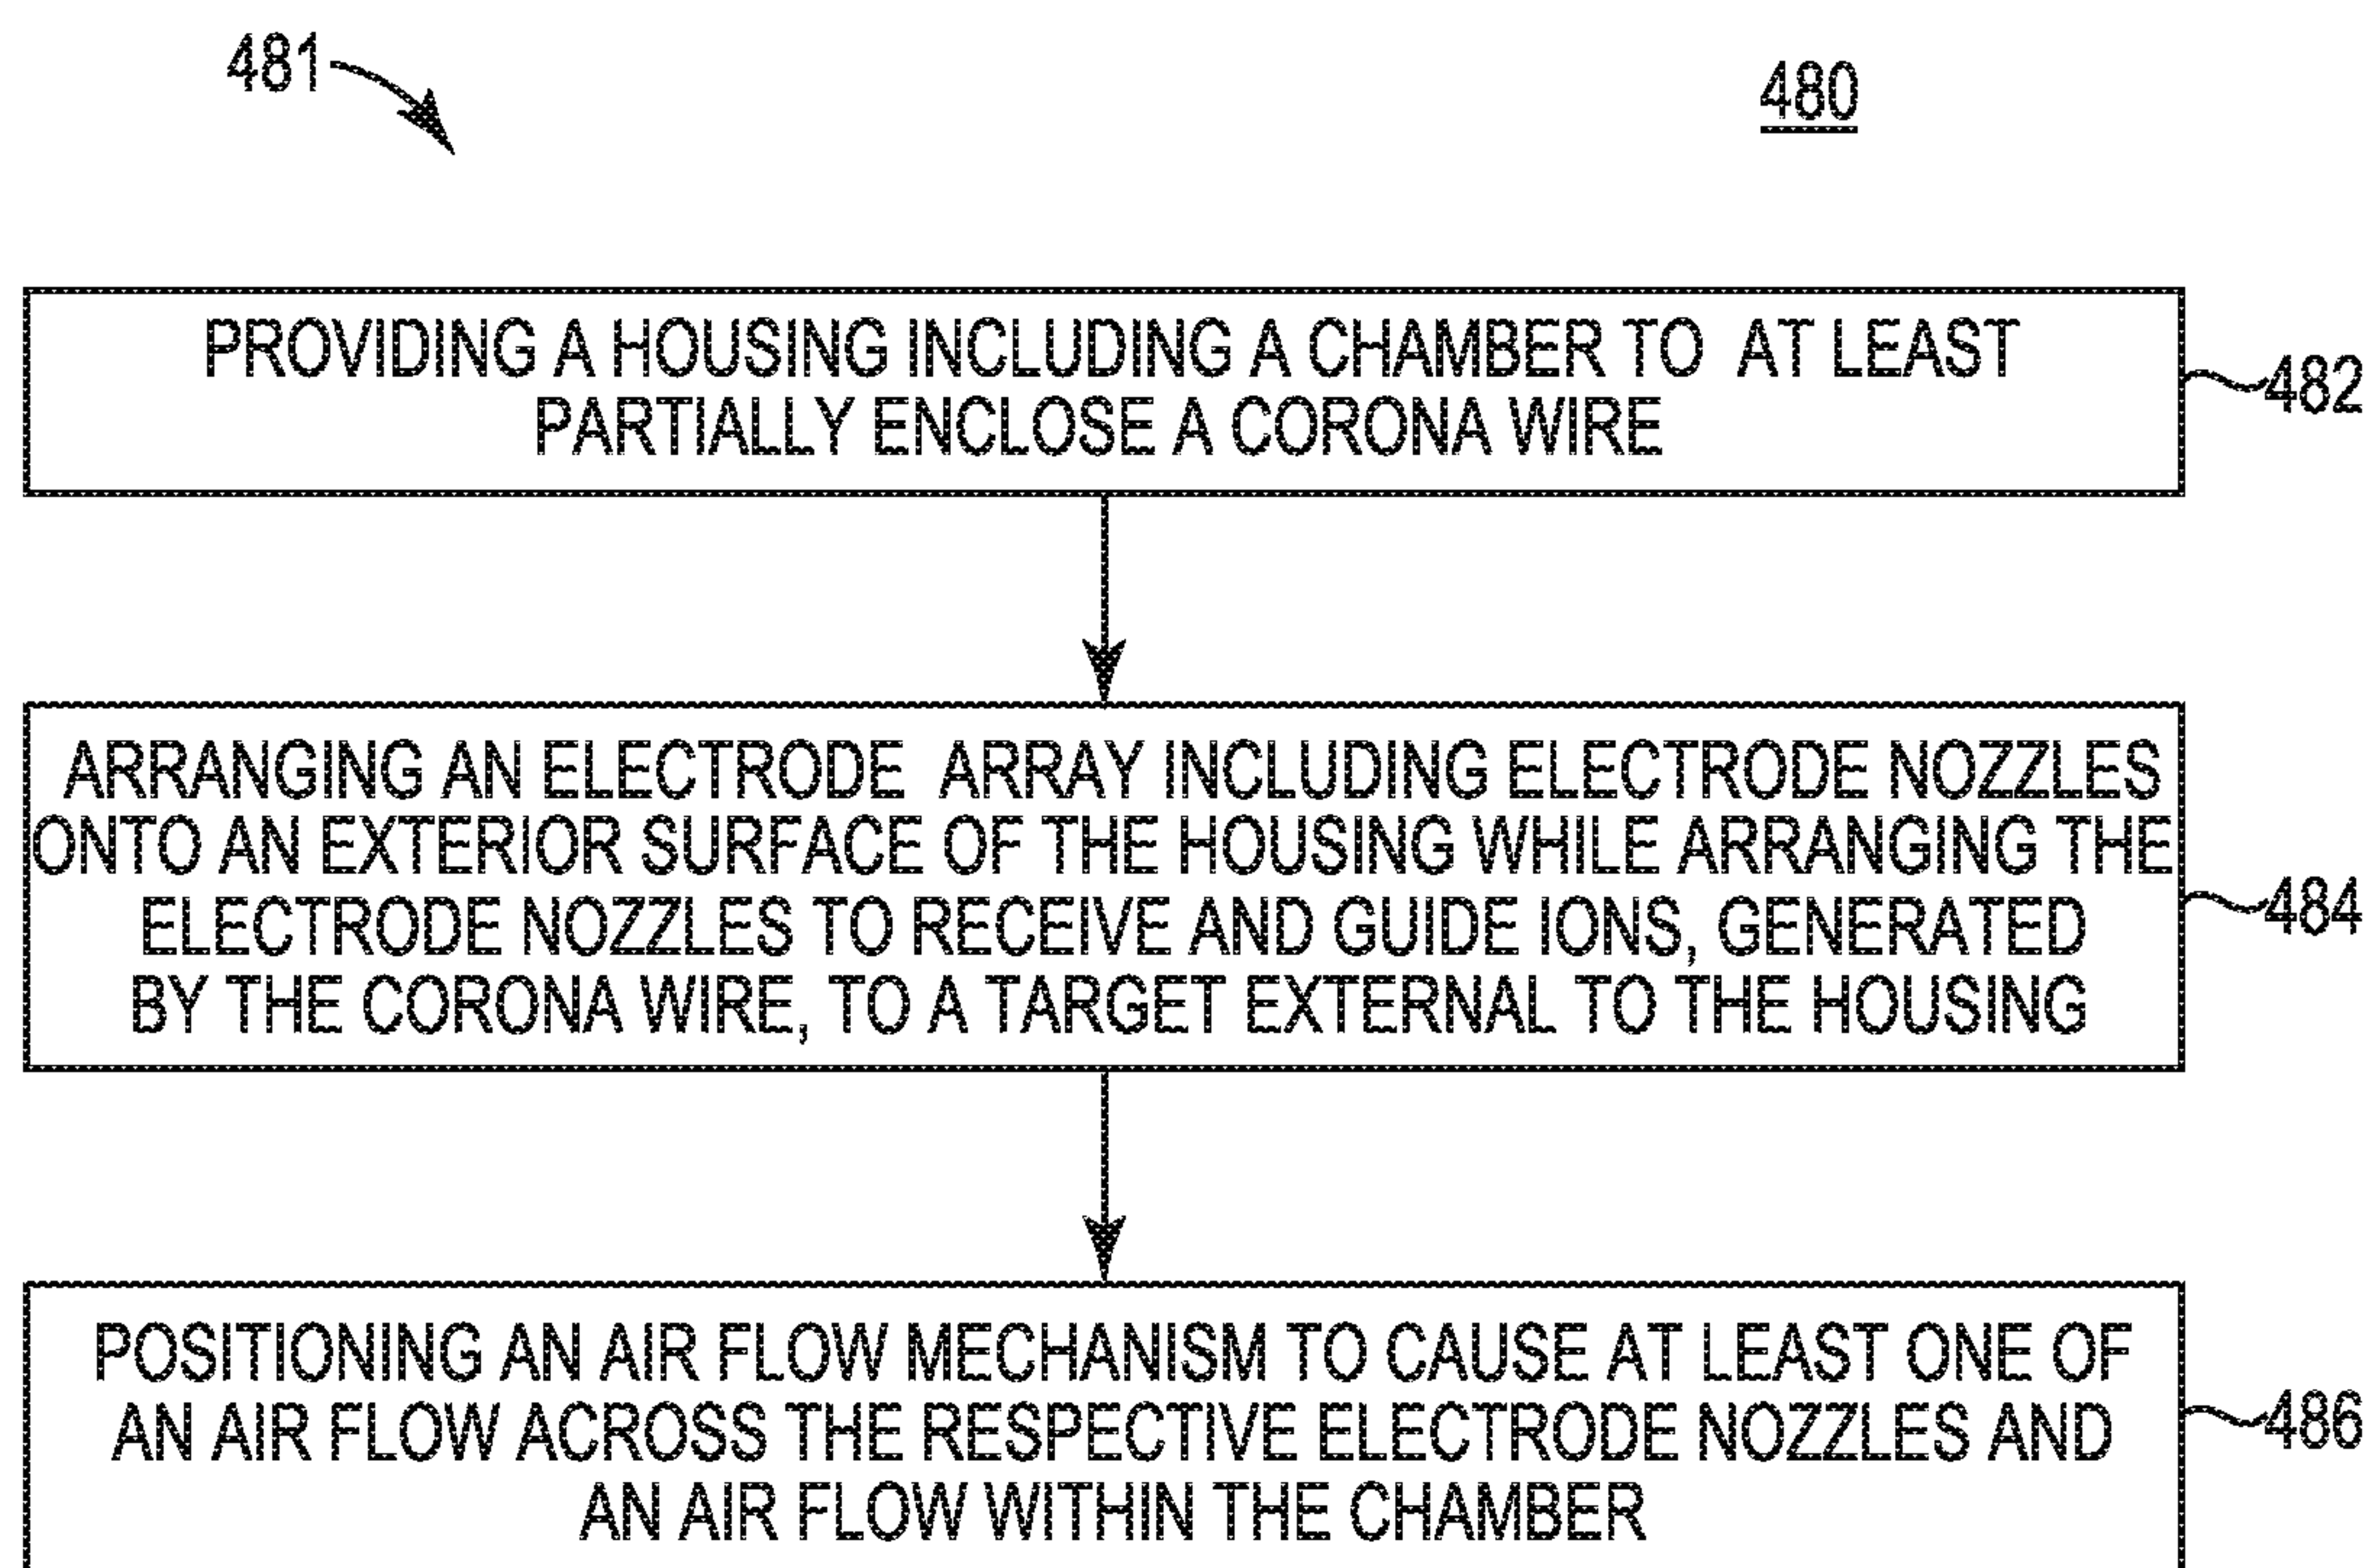 481
480
PROVIDING A HOUSING INCLUDING A CHAMBER TO AT LEAST
PARTIALLY ENCLOSE A CORONA WIRE
482
ARRANGING AN ELECTRODE ARRAY INCLUDING ELECTRODE NOZZLES
ONTO AN EXTERIOR SURFACE OF THE HOUSING WHILE ARRANGING THE
ELECTRODE NOZZLES TO RECEIVE AND GUIDE IONS, GENERATED
BY THE CORONA WIRE, TO A TARGET EXTERNAL TO THE HOUSING
484
POSITIONING AN AIR FLOW MECHANISM TO CAUSE AT LEAST ONE OF
AN AIR FLOW ACROSS THE RESPECTIVE ELECTRODE NOZZLES AND
AN AIR FLOW WITHIN THE CHAMBER
486